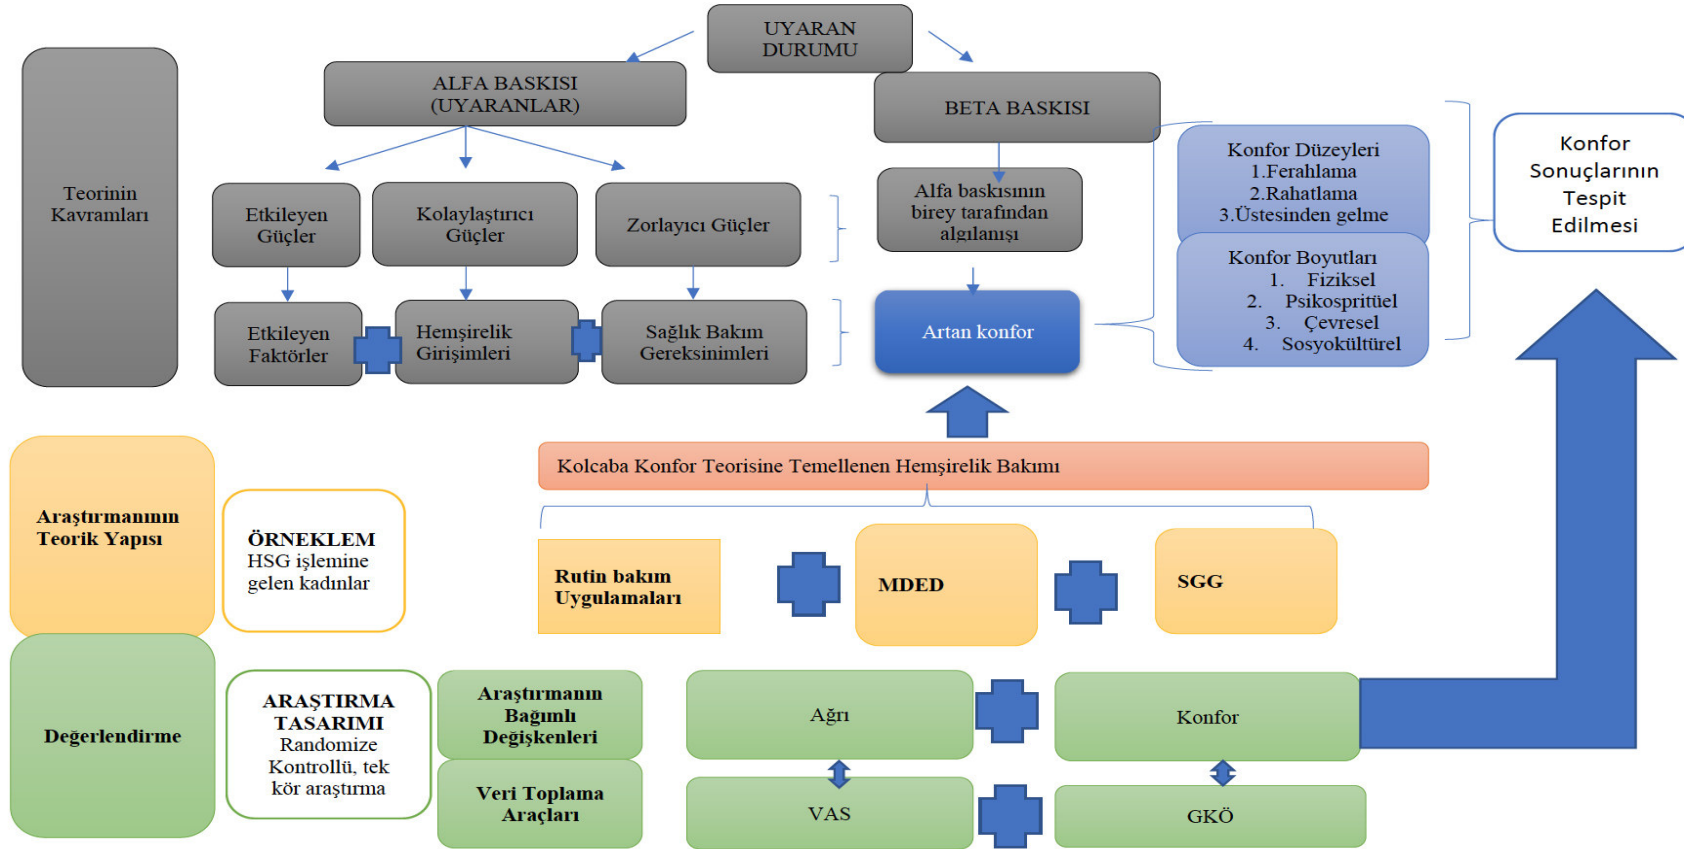 UYARAN
DURUMU
ALFA BASKISI
(UYARANLAR)
BETA BASKISI
Teorinin
Kavramları
Etkileyen
Güçler
Kolaylaştırıcı
Güçler
Zorlayıcı Güçler
Alfa baskısının
birey tarafından
algılanışı
Konfor Düzeyleri
1.Ferahlama
2.Rahatlama
3.Üstesinden gelme
Konfor Boyutları
1. Fiziksel
2. Psikospritüel
3. Çevresel
4. Sosyokültürel
Konfor
Sonuçlarının
Tespit
Edilmesi
Etkileyen
Faktörler
Hemşirelik
Girişimleri
Sağlık Bakım
Gereksinimleri
Artan konfor
Kolcaba Konfor Teorisine Temellenen Hemşirelik Bakımı
Araştırmanının
Teorik Yapısı
ÖRNEKLEM
HSG işlemine
gelen kadınlar
Rutin bakım
Uygulamaları
MDED
SGG
Değerlendirme
ARAŞTIRMA
TASARIMI
Randomize
Kontrollü, tek
kör araştırma
Araştırmanın
Bağımlı
Değişkenleri
Ağrı
Konfor
Veri Toplama
Araçları
VAS
GKÖ